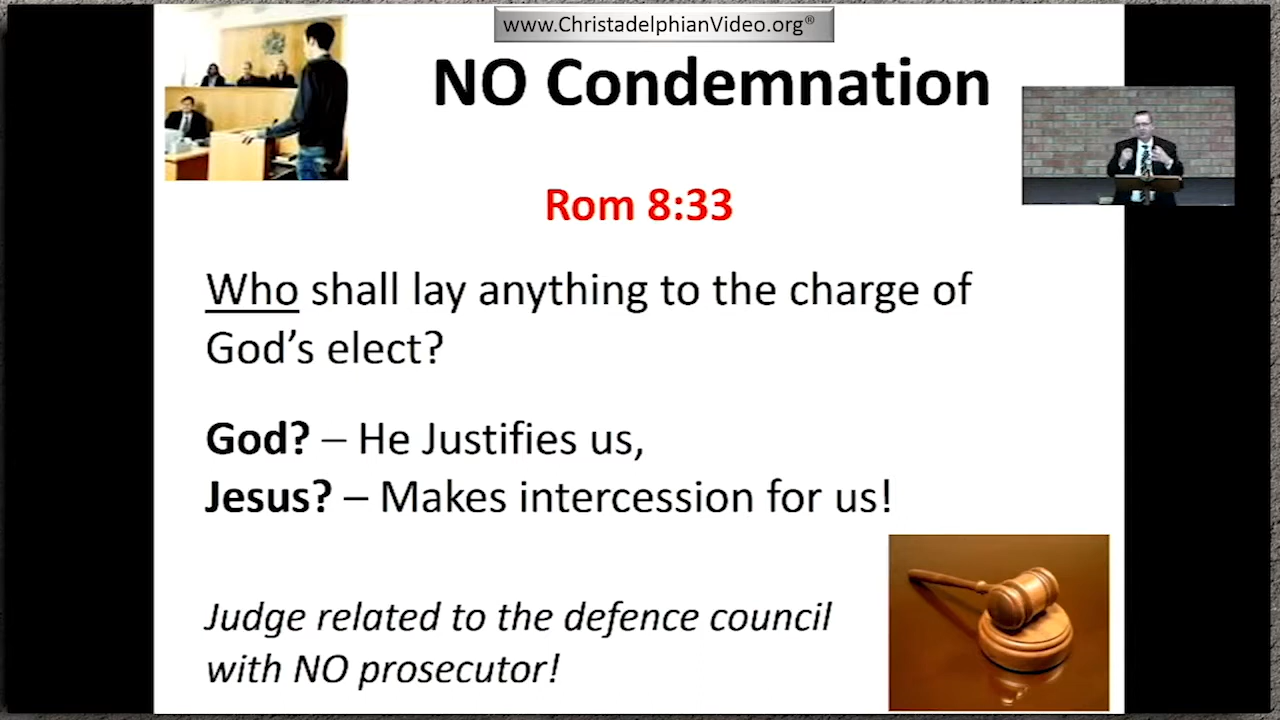 www.ChristadelphianVideo.org®
NO Condemnation
Rom 8:33
Who shall lay anything to the charge of
God's elect?
God? – He Justifies us,
Jesus? – Makes intercession for us!
Judge related to the defence council
with NO prosecutor!